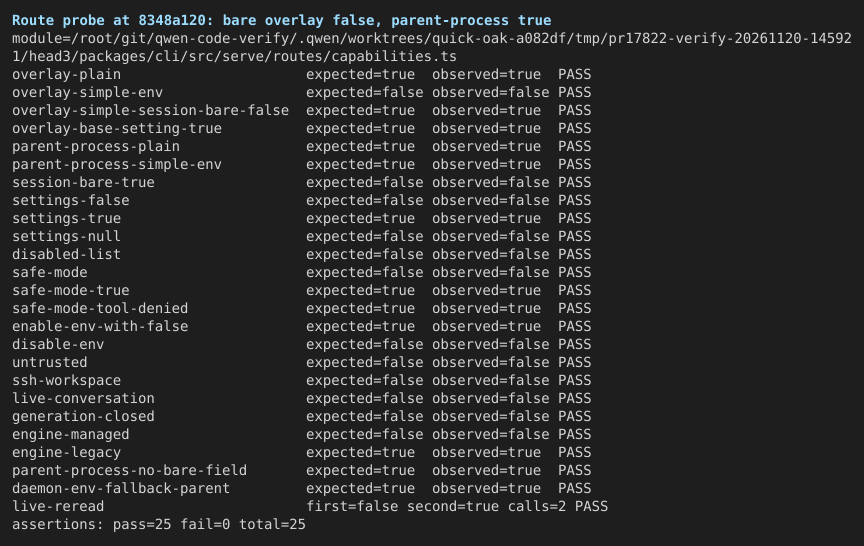 Route probe at 8348a120: bare overlay false, parent-process true
module=/root/git/qwen-code-verify/.qwen/worktrees/quick-oak-a082df/tmp/pr17822-verify-20261120-14592
1/head3/packages/cli/src/serve/routes/capabilities.ts
overlay-plain expected=true observed=true PASS
overlay-simple-env expected=false observed=false PASS
overlay-simple-session-bare-false expected=true observed=true PASS
overlay-base-setting-true expected=true observed=true PASS
parent-process-plain expected=true observed=true PASS
parent-process-simple-env expected=true observed=true PASS
session-bare-true expected=false observed=false PASS
settings-false expected=false observed=false PASS
settings-true expected=true observed=true PASS
settings-null expected=false observed=false PASS
disabled-list expected=false observed=false PASS
safe-mode expected=false observed=false PASS
safe-mode-true expected=true observed=true PASS
safe-mode-tool-denied expected=true observed=true PASS
enable-env-with-false expected=true observed=true PASS
disable-env expected=false observed=false PASS
untrusted expected=false observed=false PASS
ssh-workspace expected=false observed=false PASS
live-conversation expected=false observed=false PASS
generation-closed expected=false observed=false PASS
engine-managed expected=false observed=false PASS
engine-legacy expected=true observed=true PASS
parent-process-no-bare-field expected=true observed=true PASS
daemon-env-fallback-parent expected=true observed=true PASS
live-reread first=false second=true calls=2 PASS
assertions: pass=25 fail=0 total=25